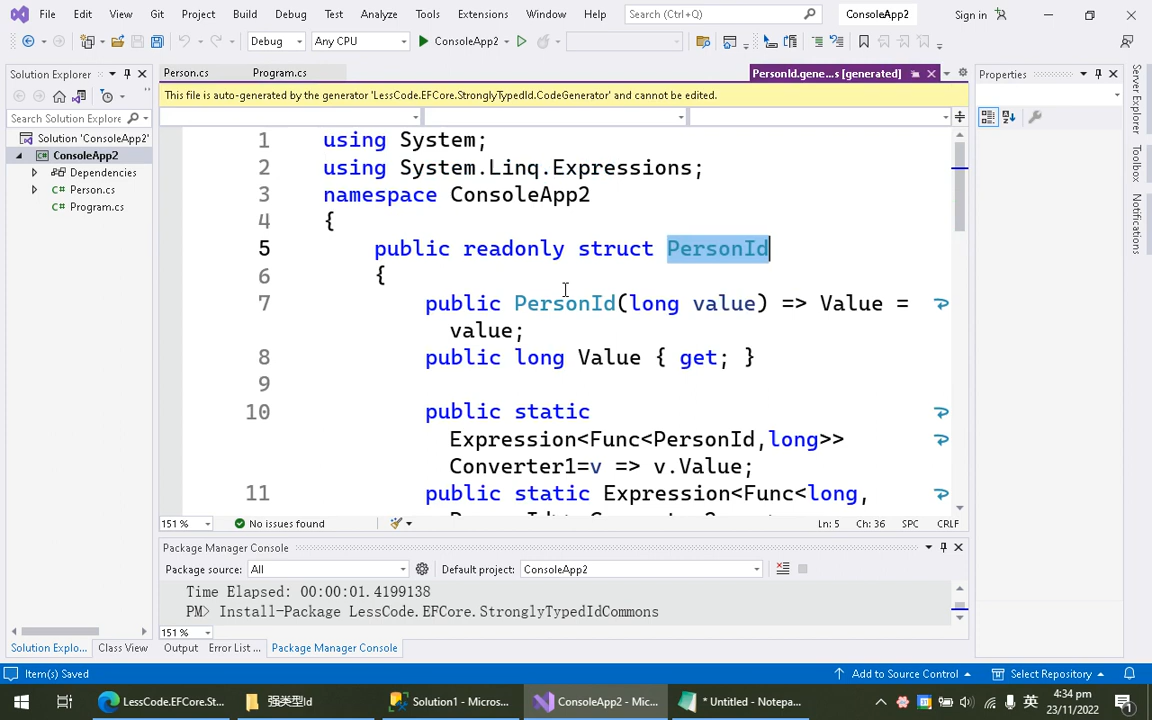 File Edit View Git Project Build Debug Test Analyze Tools Extensions Window Help Search (Ctrl+Q) ConsoleApp2 Sign in
Debug Any CPU ConsoleApp2
Solution Explorer
Search Solution Explorer
Solution 'ConsoleApp2'
ConsoleApp2
Dependencies
Person.cs
Program.cs
Person.cs Program.cs PersonId.gene...s [generated]
This file is auto-generated by the generator 'LessCode.EFCore.StronglyTypedId.CodeGenerator' and cannot be edited.
1 using System;
2 using System.Linq.Expressions;
3 namespace ConsoleApp2
4 {
5 public readonly struct PersonId
6 {
7 public PersonId(long value) => Value =
value;
8 public long Value { get; }
9
10 public static
Expression<Func<PersonId,long>>
Converter1=v => v.Value;
11 public static Expression<Func<long,
151 % No issues found Ln: 5 Ch: 36 SPC CRLF
Package Manager Console
Package source: All Default project: ConsoleApp2
Time Elapsed: 00:00:01.4199138
PM> Install-Package LessCode.EFCore.StronglyTypedIdCommons
151 %
Solution Explo... Class View Output Error List ... Package Manager Console
Properties
Server Explorer
Toolbox
Notifications
Item(s) Saved Add to Source Control Select Repository
LessCode.EFCore.St... 强类型Id Solution1 - Micros... ConsoleApp2 - Mic... * Untitled - Notepa... 英 4:34 pm
23/11/2022
1